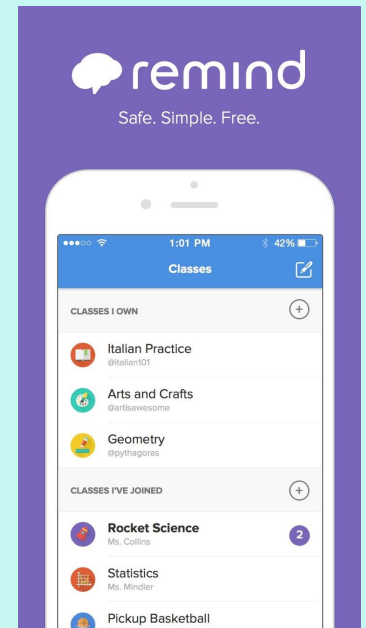 remind
Safe. Simple. Free.
1:01 PM
42%
Classes
CLASSES I OWN
Italian Practice
@italian101
Arts and Crafts
@artisawesome
Geometry
@pythagoras
CLASSES I'VE JOINED
Rocket Science
Ms. Collins
2
Statistics
Ms. Mindler
Pickup Basketball